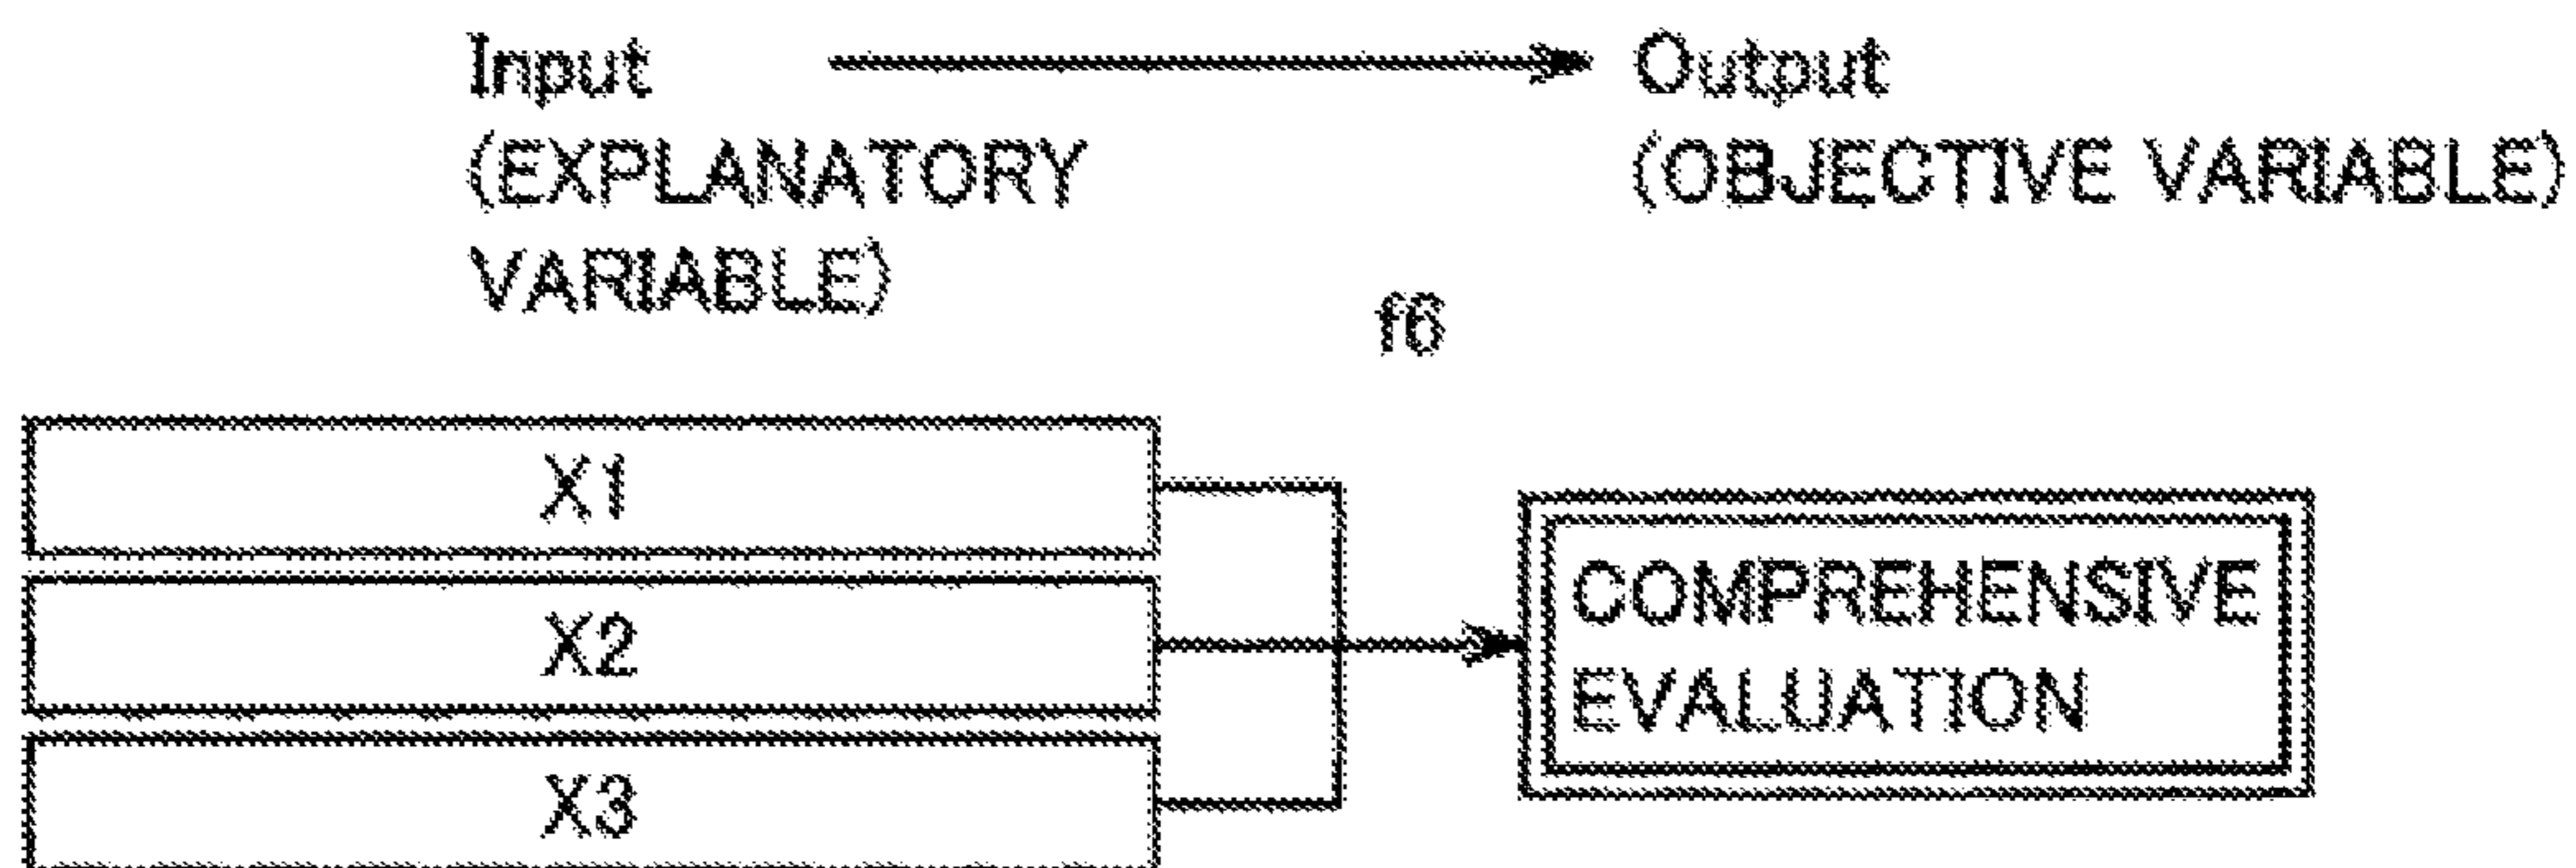 Input
(EXPLANATORY
VARIABLE)
Output
(OBJECTIVE VARIABLE)
f6
X1
X2
X3
COMPREHENSIVE
EVALUATION